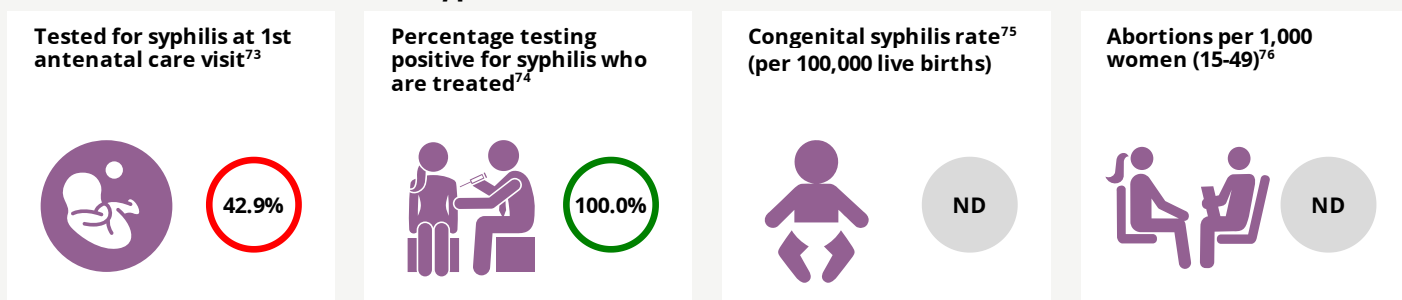 Tested for syphilis at 1st
antenatal care visit73
42.9%
Percentage testing
positive for syphilis who
are treated74
100.0%
Congenital syphilis rate75
(per 100,000 live births)
ND
Abortions per 1,000
women (15-49)76
ND